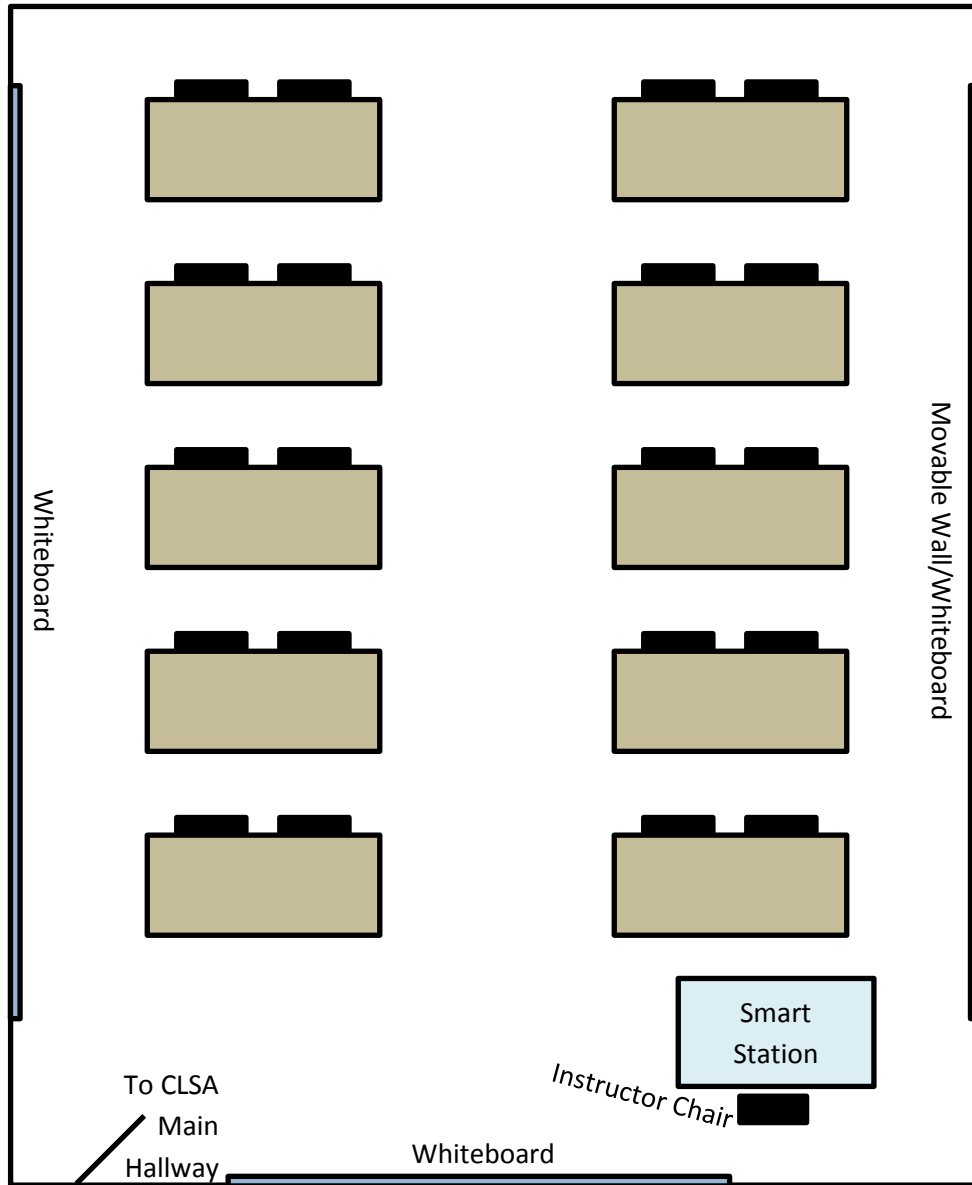 Movable Wall/Whiteboard
Whiteboard
Smart
Station
Instructor Chair
To CLSA
Main
Hallway
Whiteboard